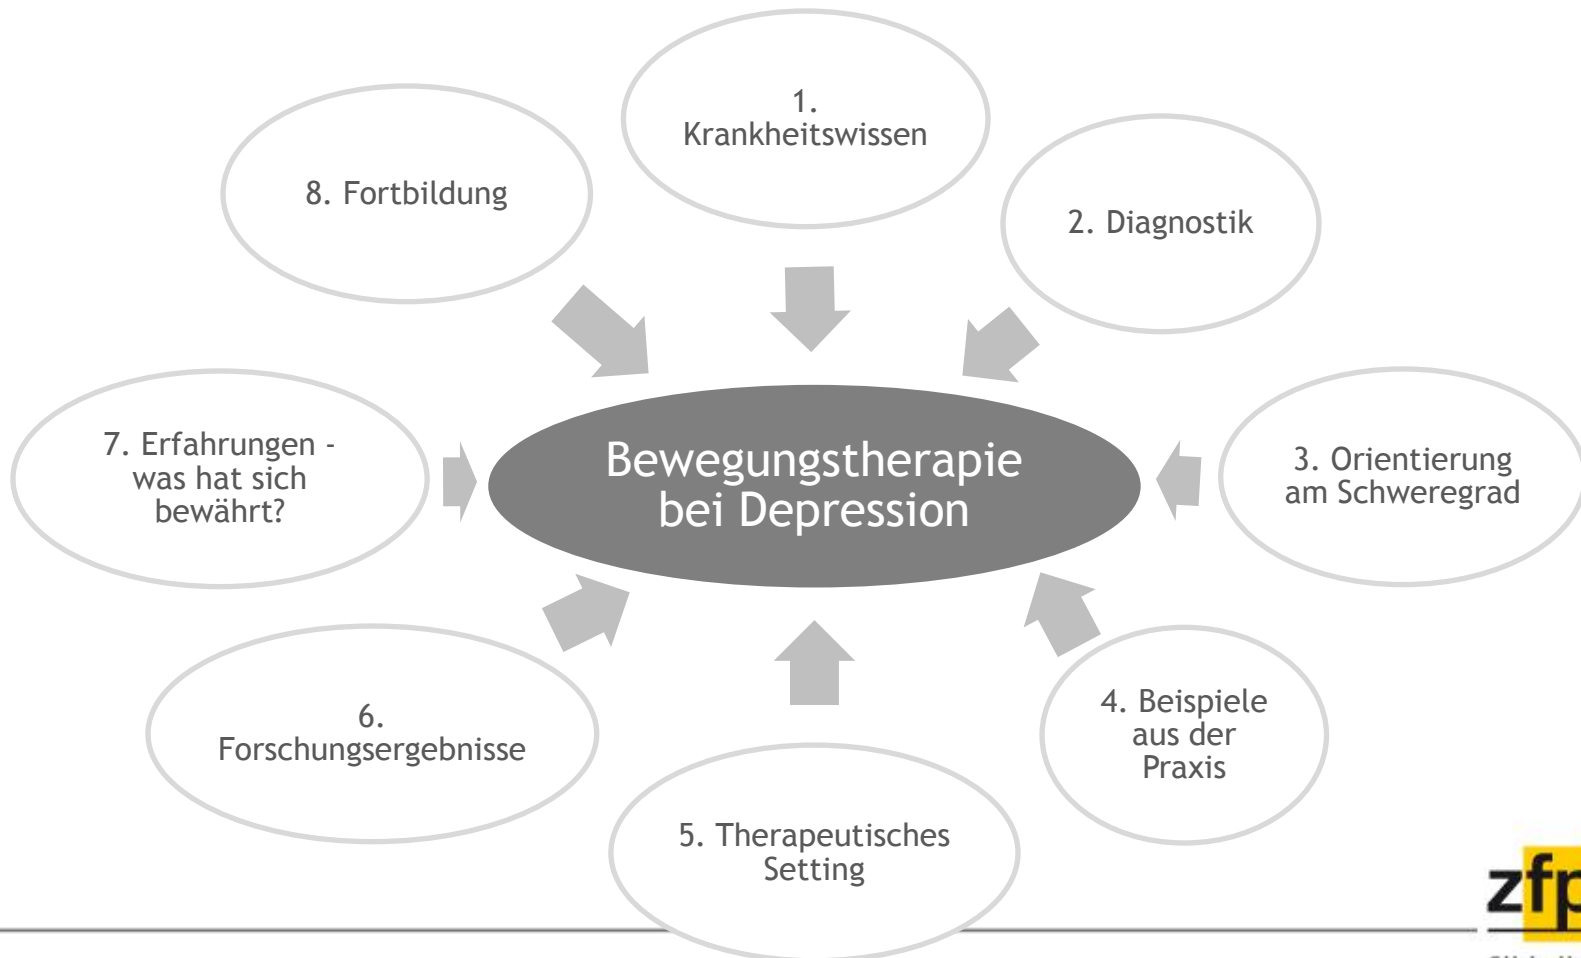 1.
Krankheitswissen
8. Fortbildung
2. Diagnostik
7. Erfahrungen -
was hat sich
bewährt?
Bewegungstherapie
bei Depression
3. Orientierung
am Schweregrad
6.
Forschungsergebnisse
4. Beispiele
aus der
Praxis
5. Therapeutisches
Setting
zfp